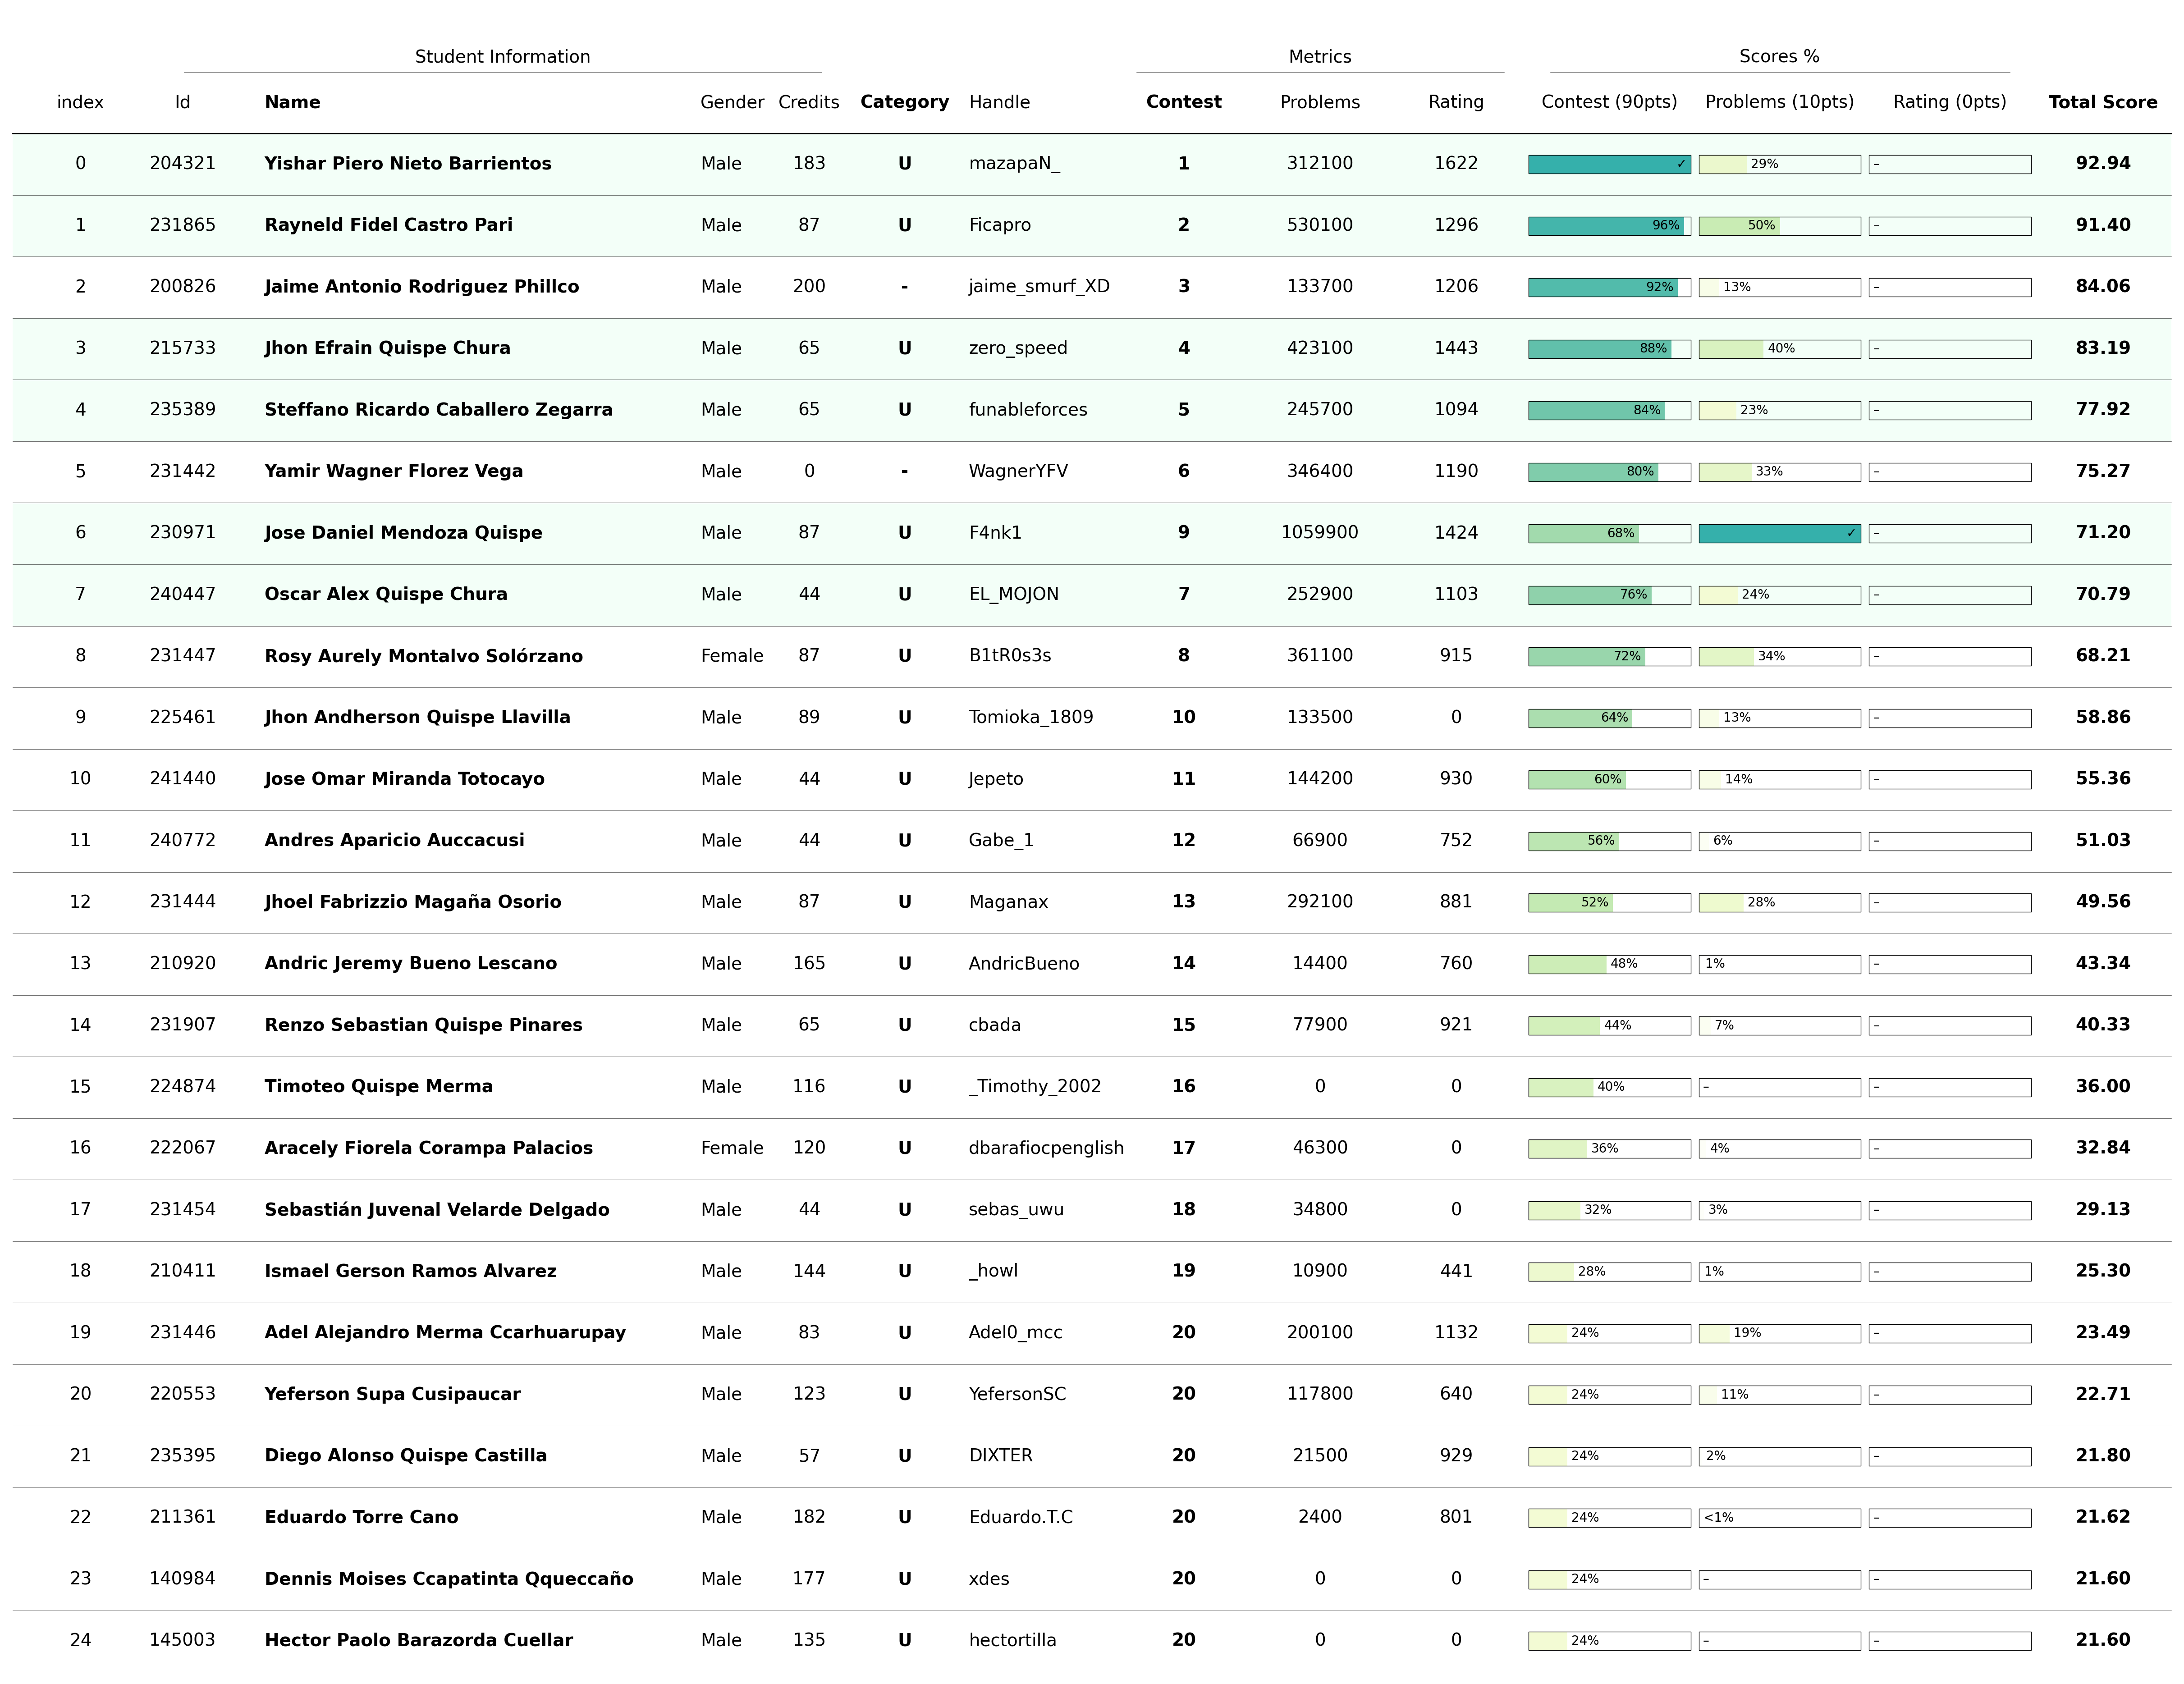 Student Information Metrics Scores %
index Id Name Gender Credits Category Handle Contest Problems Rating Contest (90pts) Problems (10pts) Rating (0pts) Total Score
0 204321 Yishar Piero Nieto Barrientos Male 183 U mazapaN_ 1 312100 1622 ✓ 29% – 92.94
1 231865 Rayneld Fidel Castro Pari Male 87 U Ficapro 2 530100 1296 96% 50% – 91.40
2 200826 Jaime Antonio Rodriguez Phillco Male 200 - jaime_smurf_XD 3 133700 1206 92% 13% – 84.06
3 215733 Jhon Efrain Quispe Chura Male 65 U zero_speed 4 423100 1443 88% 40% – 83.19
4 235389 Steffano Ricardo Caballero Zegarra Male 65 U funableforces 5 245700 1094 84% 23% – 77.92
5 231442 Yamir Wagner Florez Vega Male 0 - WagnerYFV 6 346400 1190 80% 33% – 75.27
6 230971 Jose Daniel Mendoza Quispe Male 87 U F4nk1 9 1059900 1424 68% ✓ – 71.20
7 240447 Oscar Alex Quispe Chura Male 44 U EL_MOJON 7 252900 1103 76% 24% – 70.79
8 231447 Rosy Aurely Montalvo Solórzano Female 87 U B1tR0s3s 8 361100 915 72% 34% – 68.21
9 225461 Jhon Andherson Quispe Llavilla Male 89 U Tomioka_1809 10 133500 0 64% 13% – 58.86
10 241440 Jose Omar Miranda Totocayo Male 44 U Jepeto 11 144200 930 60% 14% – 55.36
11 240772 Andres Aparicio Auccacusi Male 44 U Gabe_1 12 66900 752 56% 6% – 51.03
12 231444 Jhoel Fabrizzio Magaña Osorio Male 87 U Maganax 13 292100 881 52% 28% – 49.56
13 210920 Andric Jeremy Bueno Lescano Male 165 U AndricBueno 14 14400 760 48% 1% – 43.34
14 231907 Renzo Sebastian Quispe Pinares Male 65 U cbada 15 77900 921 44% 7% – 40.33
15 224874 Timoteo Quispe Merma Male 116 U _Timothy_2002 16 0 0 40% – – 36.00
16 222067 Aracely Fiorela Corampa Palacios Female 120 U dbarafiocpenglish 17 46300 0 36% 4% – 32.84
17 231454 Sebastián Juvenal Velarde Delgado Male 44 U sebas_uwu 18 34800 0 32% 3% – 29.13
18 210411 Ismael Gerson Ramos Alvarez Male 144 U _howl 19 10900 441 28% 1% – 25.30
19 231446 Adel Alejandro Merma Ccarhuarupay Male 83 U Adel0_mcc 20 200100 1132 24% 19% – 23.49
20 220553 Yeferson Supa Cusipaucar Male 123 U YefersonSC 20 117800 640 24% 11% – 22.71
21 235395 Diego Alonso Quispe Castilla Male 57 U DIXTER 20 21500 929 24% 2% – 21.80
22 211361 Eduardo Torre Cano Male 182 U Eduardo.T.C 20 2400 801 24% <1% – 21.62
23 140984 Dennis Moises Ccapatinta Qqueccaño Male 177 U xdes 20 0 0 24% – – 21.60
24 145003 Hector Paolo Barazorda Cuellar Male 135 U hectortilla 20 0 0 24% – – 21.60